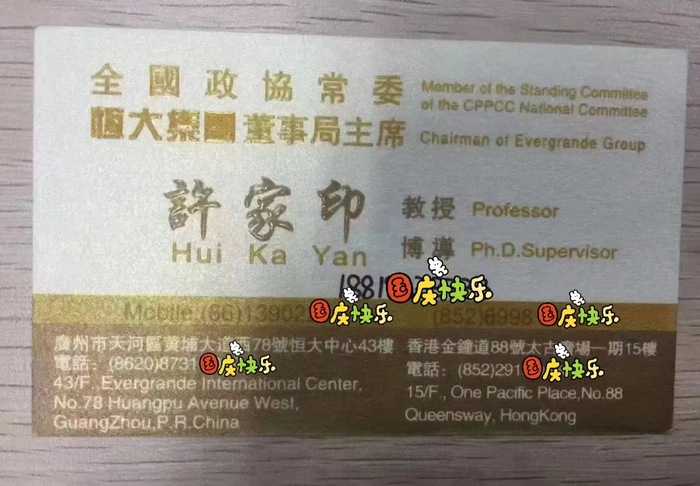 全國政協常委 Member of the Standing Committee
of the CPPCC National Committee
恒大集團 董事局主席 Chairman of Evergrande Group
許家印 教授 Professor
Hui Ka Yan 博導 Ph.D.Supervisor
1881 国庆快乐
Mobile:(86)13902 国庆快乐 (852)6998 国庆快乐
廣州市天河區黃埔大道西78號恒大中心43樓
電話：(8620)8731 国庆快乐
43/F.,Evergrande International Center,
No.78 Huangpu Avenue West,
GuangZhou,P.R.China
香港金鐘道88號太古廣場一期15樓
電話：(852)291 国庆快乐
15/F., One Pacific Place,No.88
Queensway, HongKong